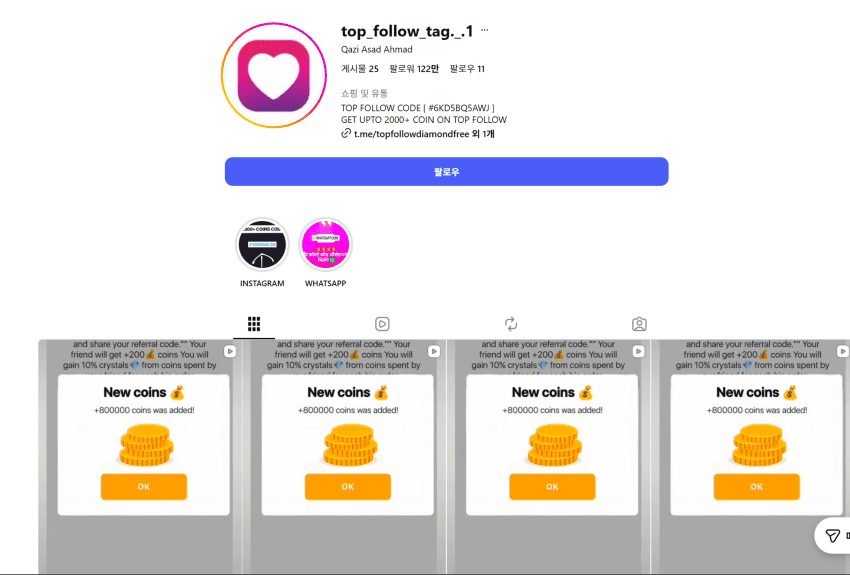 top_follow_tag._.1 ...
Qazi Asad Ahmad
게시물 25 팔로워 122만 팔로우 11
쇼핑 및 유통
TOP FOLLOW CODE [ #6KD5BQ5AWJ ]
GET UPTO 2000+ COIN ON TOP FOLLOW
t.me/topfollowdiamondfree 외 1개
팔로우
INSTAGRAM WHATSAPP
and share your referral code."" Your
friend will get +200💰 coins You will
gain 10% crystals💎 from coins spent by
New coins 💰
+800000 coins was added!
OK
and share your referral code."" Your
friend will get +200💰 coins You will
gain 10% crystals💎 from coins spent by
New coins 💰
+800000 coins was added!
OK
and share your referral code."" Your
friend will get +200💰 coins You will
gain 10% crystals💎 from coins spent by
New coins 💰
+800000 coins was added!
OK
and share your referral code."" Your
friend will get +200💰 coins You will
gain 10% crystals💎 from coins spent by
New coins 💰
+800000 coins was added!
OK